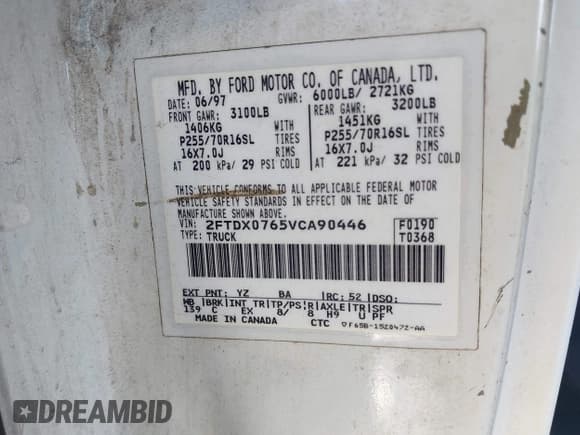 MFD. BY FORD MOTOR CO. OF CANADA, LTD.
DATE: 06/97 GVWR: 6000LB/ 2721KG
FRONT GAWR: 3100LB REAR GAWR: 3200LB
1406KG WITH 1451KG WITH
P255/70R16SL TIRES P255/70R16SL TIRES
16X7.0J RIMS 16X7.0J RIMS
AT 200 kPa/ 29 PSI COLD AT 221 kPa/ 32 PSI COLD
THIS VEHICLE CONFORMS TO ALL APPLICABLE FEDERAL MOTOR
VEHICLE SAFETY STANDARDS IN EFFECT ON THE DATE OF
MANUFACTURE SHOWN ABOVE.
VIN: 2FTDX0765VCA90446 F0190
TYPE: TRUCK T0368
EXT PNT: YZ BA RC: 52 DSO:
WB BRK INT TR TP/PS R AXLE TR SPR
139 C EX 8/ 8 H9 U PF
MADE IN CANADA CTC F65B-1520472-AA
DREAMBID